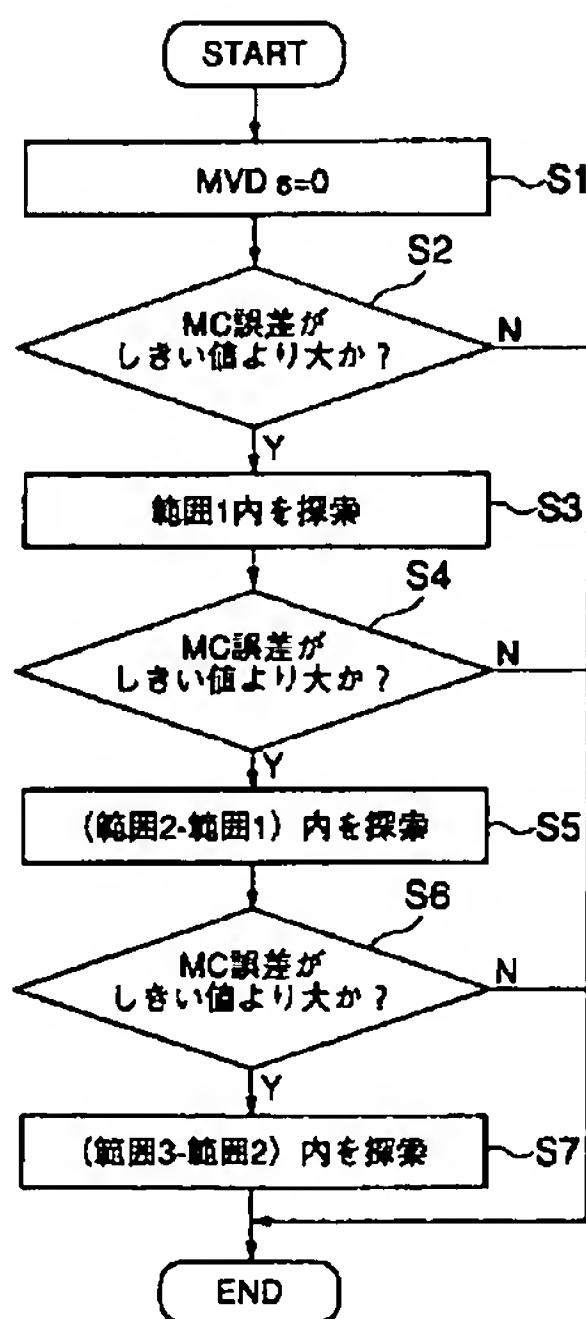 START
MVD s=0
S1
S2
MC誤差が
しきい値より大か?
N
Y
範囲1内を探索
S3
S4
MC誤差が
しきい値より大か?
N
Y
(範囲2-範囲1) 内を探索
S5
S6
MC誤差が
しきい値より大か?
N
Y
(範囲3-範囲2) 内を探索
S7
END